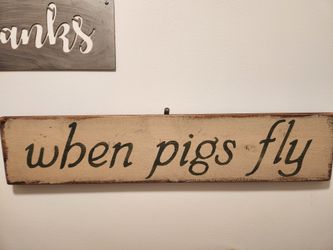 anks
when pigs fly